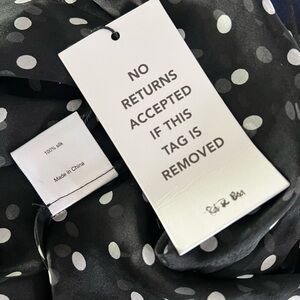 NO
RETURNS
ACCEPTED
IF THIS
TAG IS
REMOVED
100% silk
Made in China